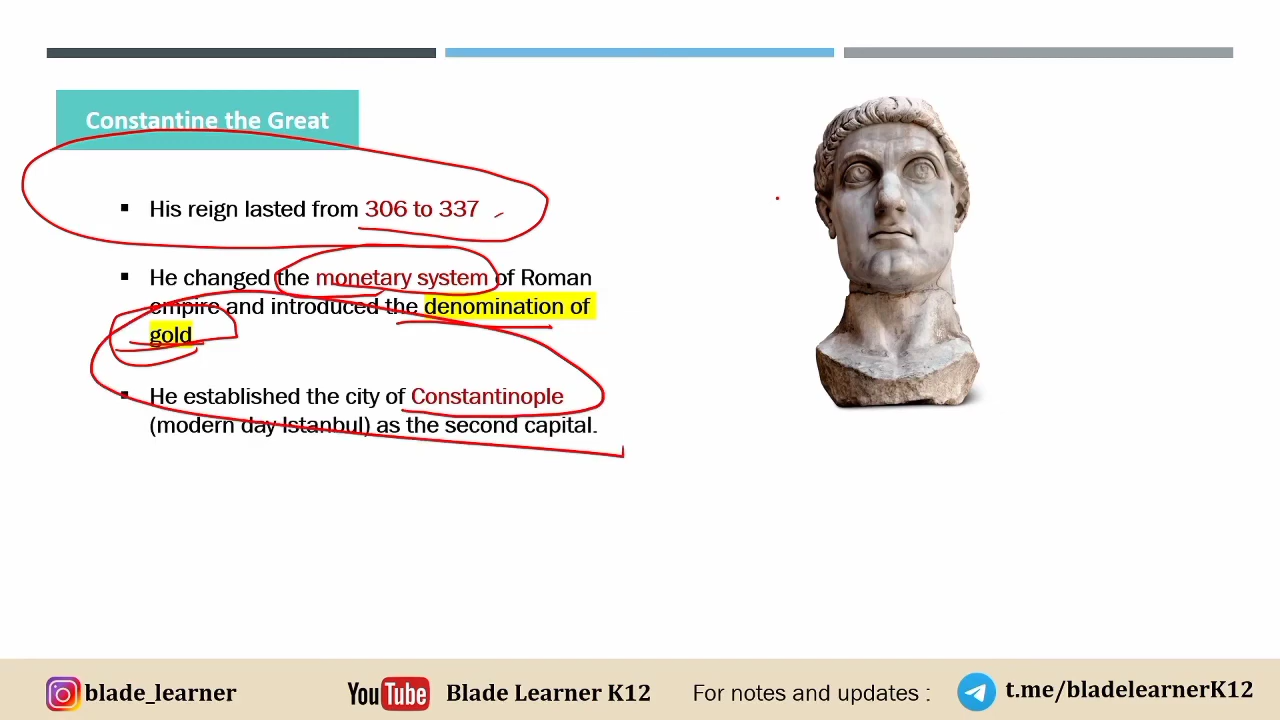 Constantine the Great
▪ His reign lasted from 306 to 337
▪ He changed the monetary system of Roman
empire and introduced the denomination of
gold
▪ He established the city of Constantinople
(modern day Istanbul) as the second capital.
blade_learner
YouTube
Blade Learner K12
For notes and updates :
t.me/bladelearnerK12